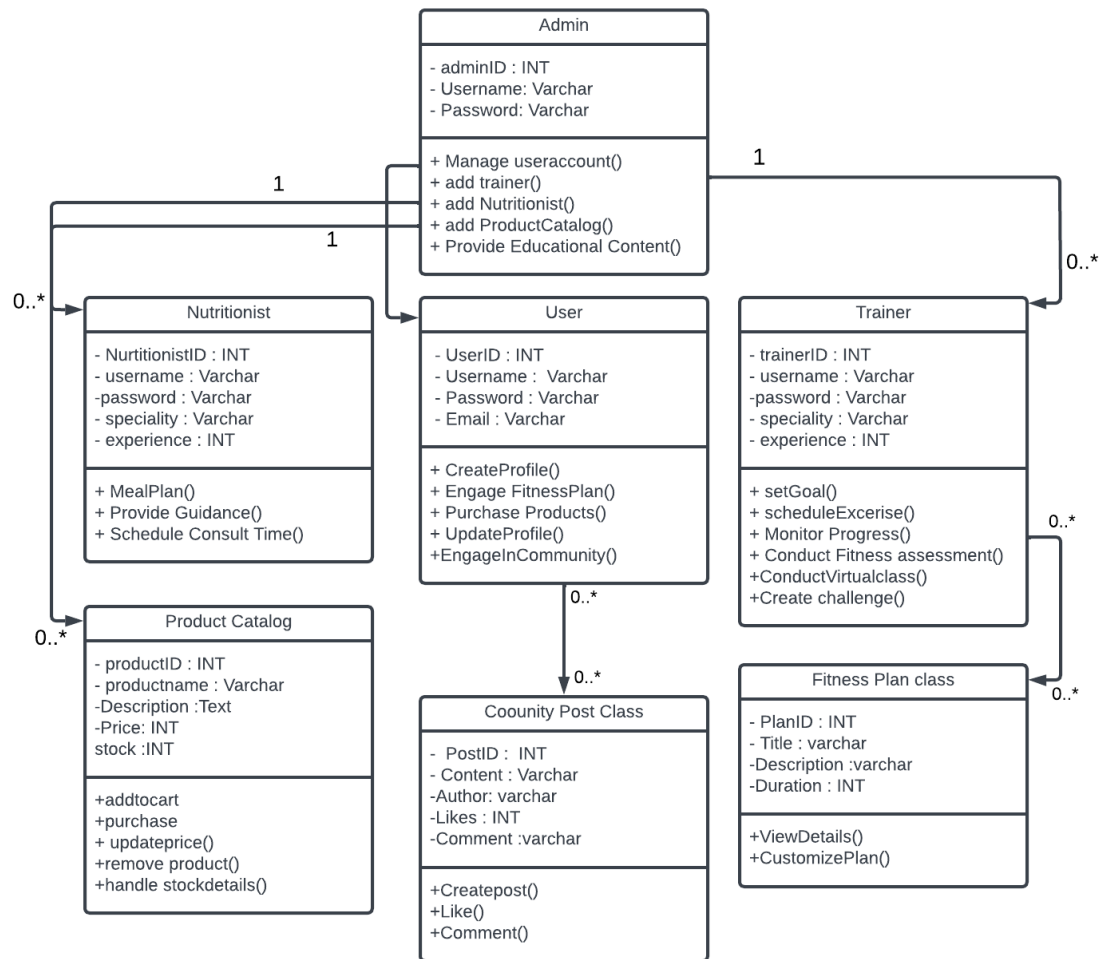 Admin
- adminID : INT
- Username: Varchar
- Password: Varchar
+ Manage useraccount()
+ add trainer()
+ add Nutritionist()
+ add ProductCatalog()
+ Provide Educational Content()
1
1
1
0..*
0..*
0..*
Nutritionist
- NurtitionistID : INT
- username : Varchar
-password : Varchar
- speciality : Varchar
- experience : INT
+ MealPlan()
+ Provide Guidance()
+ Schedule Consult Time()
User
- UserID : INT
- Username :  Varchar
- Password : Varchar
- Email : Varchar
+ CreateProfile()
+ Engage FitnessPlan()
+ Purchase Products()
+ UpdateProfile()
+EngageInCommunity()
0..*
0..*
Trainer
- trainerID : INT
- username : Varchar
-password : Varchar
- speciality : Varchar
- experience : INT
+ setGoal()
+ scheduleExcerise()
+ Monitor Progress()
+ Conduct Fitness assessment()
+ConductVirtualclass()
+Create challenge()
0..*
0..*
Product Catalog
- productID : INT
- productname : Varchar
-Description :Text
-Price: INT
stock :INT
+addtocart
+purchase
+ updateprice()
+remove product()
+handle stockdetails()
Coounity Post Class
-  PostID :  INT
- Content : Varchar
-Author: varchar
-Likes : INT
-Comment :varchar
+Createpost()
+Like()
+Comment()
Fitness Plan class
- PlanID : INT
- Title : varchar
-Description :varchar
-Duration : INT
+ViewDetails()
+CustomizePlan()